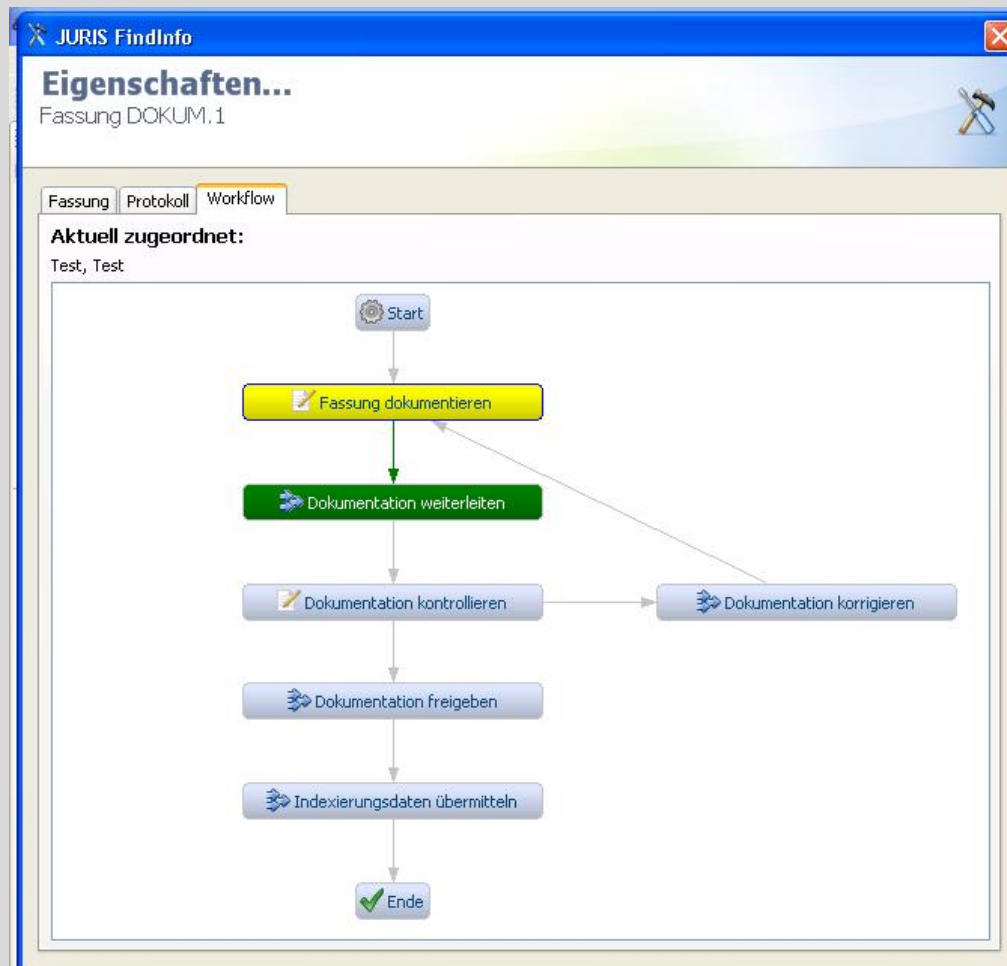 JURIS FindInfo
Eigenschaften...
Fassung DOKUM.1
Fassung Protokoll Workflow
Aktuell zugeordnet:
Test, Test
Start
Fassung dokumentieren
Dokumentation weiterleiten
Dokumentation kontrollieren Dokumentation korrigieren
Dokumentation freigeben
Indexierungsdaten übermitteln
Ende